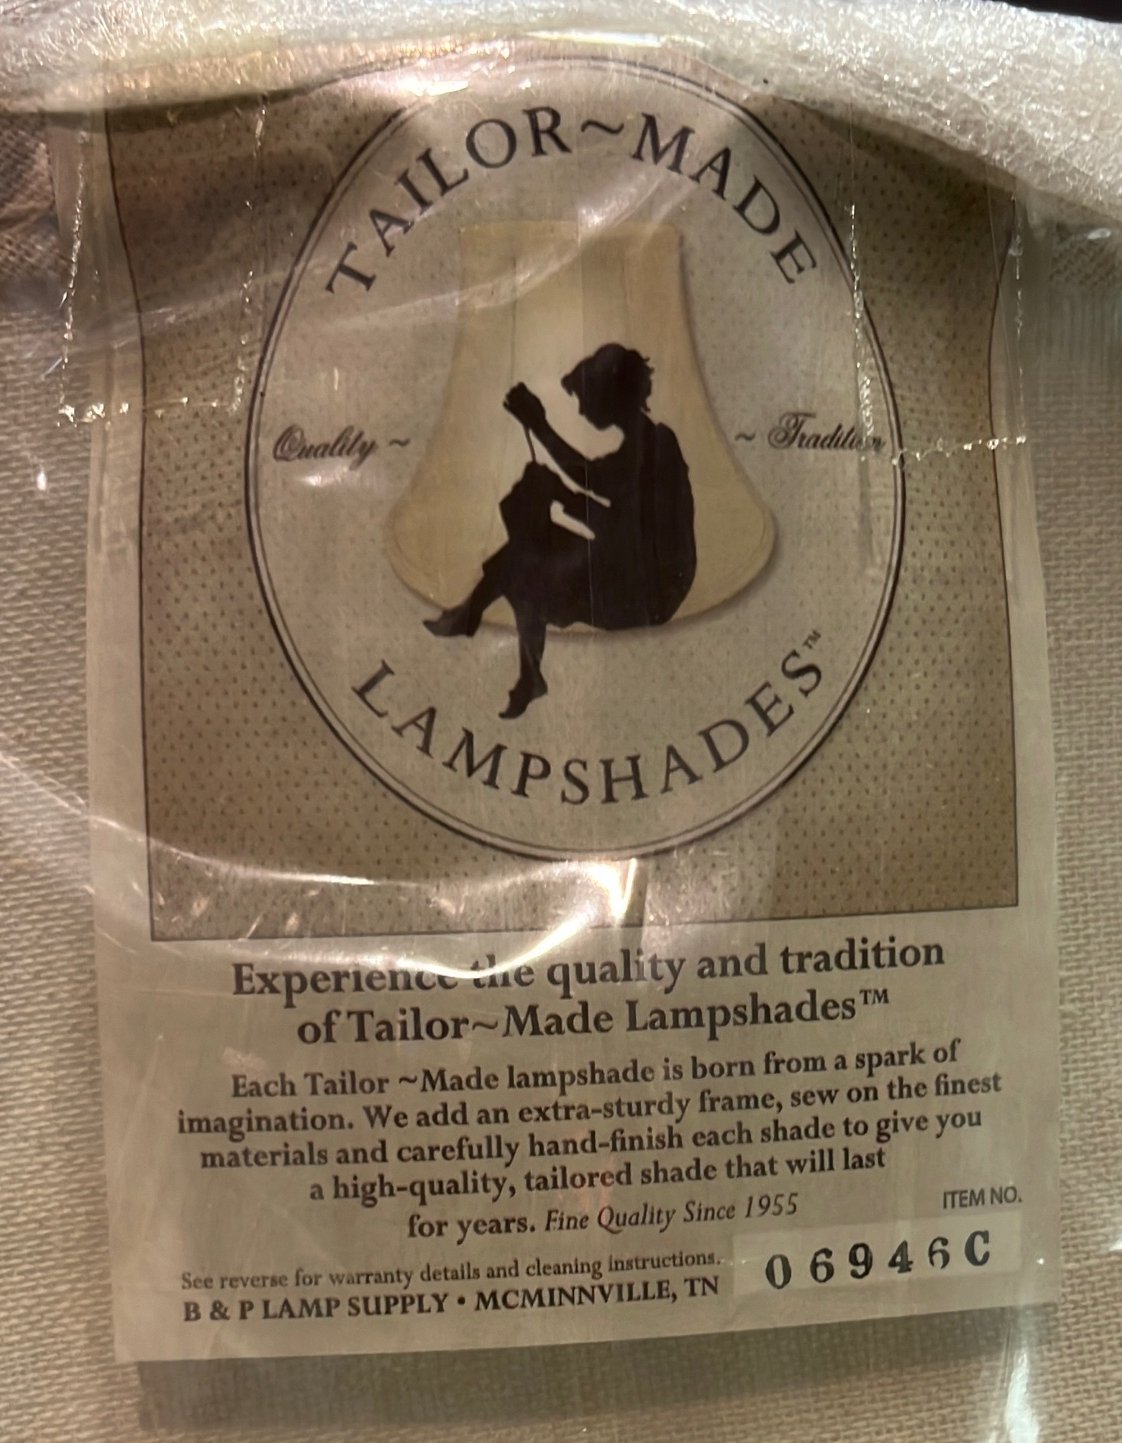 TAILOR~MADE
Quality ~
~ Tradition
LAMPSHADES™
Experience the quality and tradition
of Tailor~Made Lampshades™
Each Tailor ~Made lampshade is born from a spark of
imagination. We add an extra-sturdy frame, sew on the finest
materials and carefully hand-finish each shade to give you
a high-quality, tailored shade that will last
for years. Fine Quality Since 1955
ITEM NO.
See reverse for warranty details and cleaning instructions.
B & P LAMP SUPPLY • MCMINNVILLE, TN
06946C